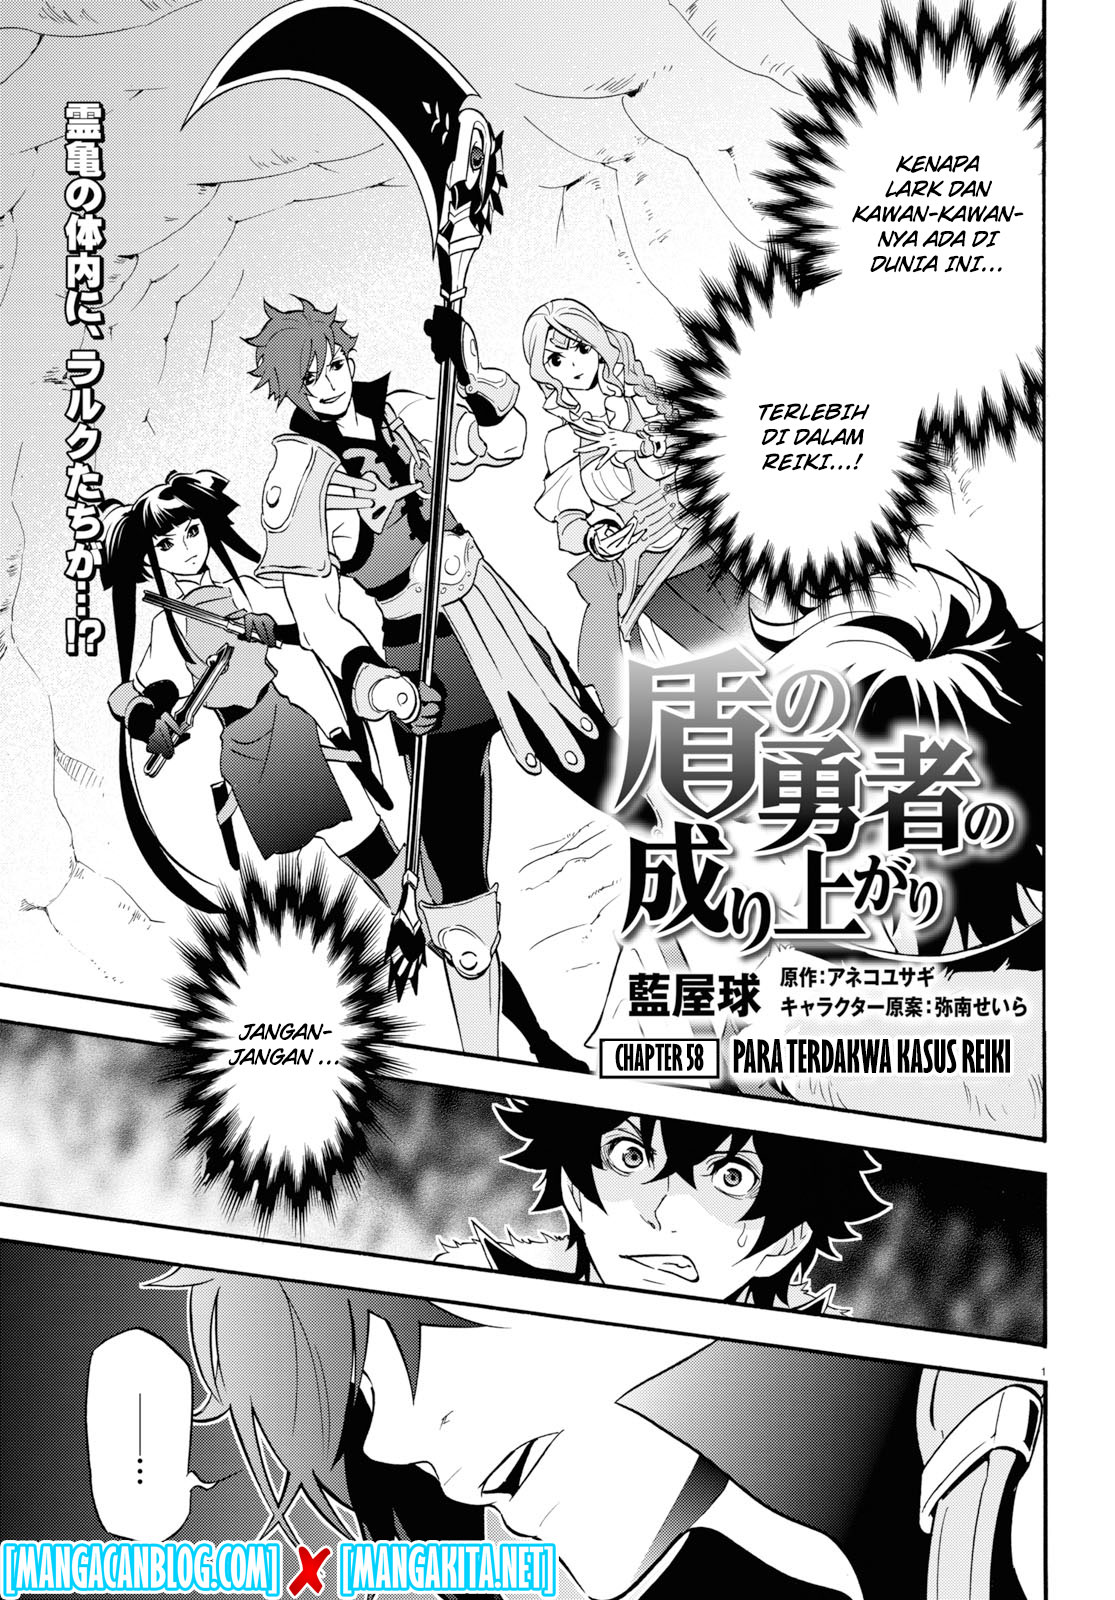 霊亀の体内に、ラルクたちが…!?
KENAPA
LARK DAN
KAWAN-KAWAN-
NYA ADA DI
DUNIA INI...
TERLEBIH
DI DALAM
REIKI...!
盾の勇者の
成り上がり
藍屋球
原作:アネコユサギ
キャラクター原案:弥南せいら
CHAPTER 58 PARA TERDAKWA KASUS REIKI
JANGAN-
JANGAN ...
1
………
[MANGACANBLOG.COM] X [MANGAKITA.NET]